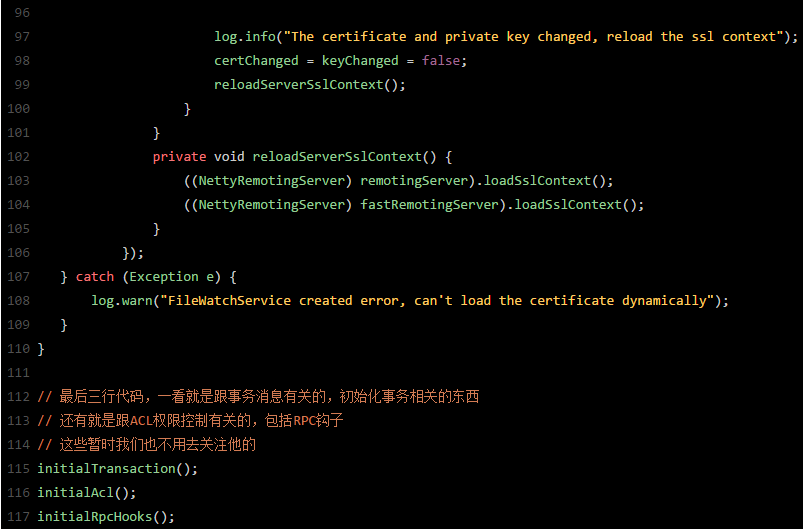 96
97 log.info("The certificate and private key changed, reload the ssl context");
98 certChanged = keyChanged = false;
99 reloadServerSslContext();
100 }
101 }
102 private void reloadServerSslContext() {
103 ((NettyRemotingServer) remotingServer).loadSslContext();
104 ((NettyRemotingServer) fastRemotingServer).loadSslContext();
105 }
106 });
107 } catch (Exception e) {
108 log.warn("FileWatchService created error, can't load the certificate dynamically");
109 }
110 }
111
112 // 最后三行代码，一看就是跟事务消息有关的，初始化事务相关的东西
113 // 还有就是跟ACL权限控制有关的，包括RPC钩子
114 // 这些暂时我们也不用去关注他的
115 initialTransaction();
116 initialAcl();
117 initialRpcHooks();